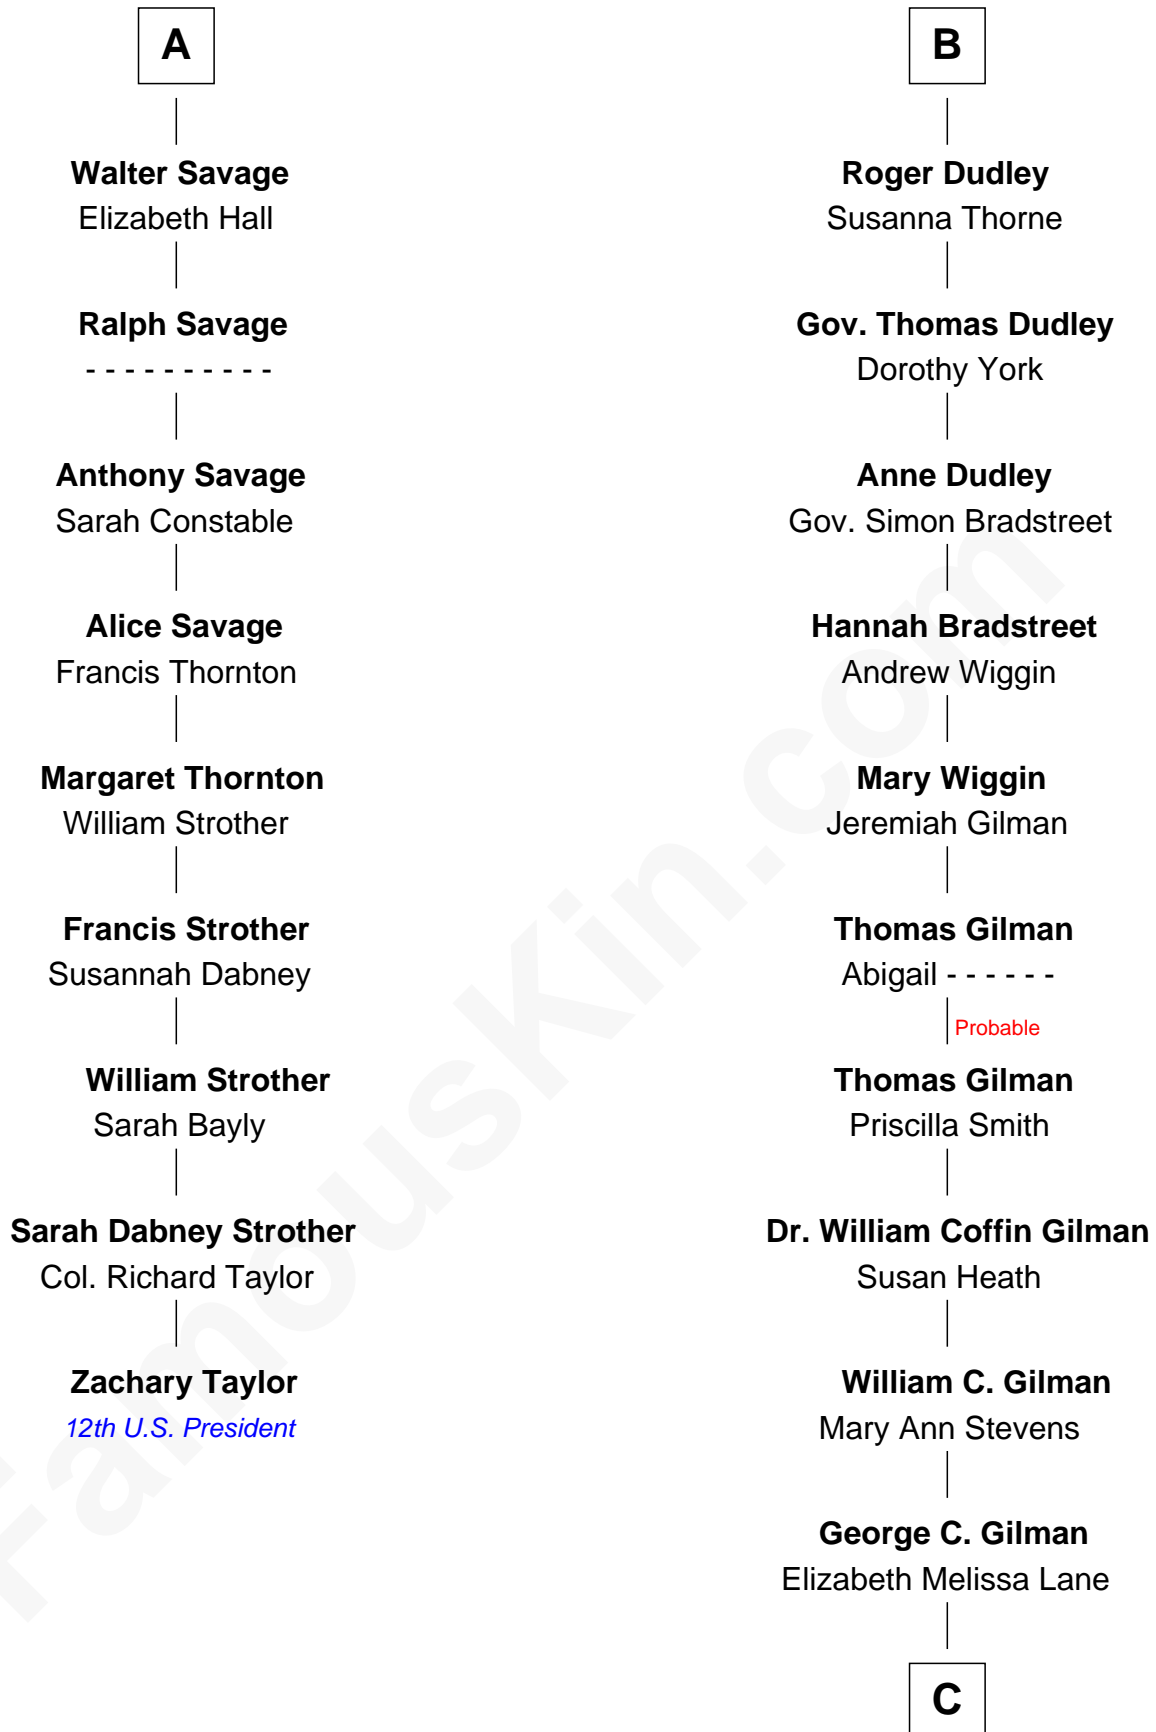 A
Walter Savage
Elizabeth Hall
Ralph Savage
- - - - - - - - - -
Anthony Savage
Sarah Constable
Alice Savage
Francis Thornton
Margaret Thornton
William Strother
Francis Strother
Susannah Dabney
William Strother
Sarah Bayly
Sarah Dabney Strother
Col. Richard Taylor
Zachary Taylor
12th U.S. President
B
Roger Dudley
Susanna Thorne
Gov. Thomas Dudley
Dorothy York
Anne Dudley
Gov. Simon Bradstreet
Hannah Bradstreet
Andrew Wiggin
Mary Wiggin
Jeremiah Gilman
Thomas Gilman
Abigail - - - - - -
Probable
Thomas Gilman
Priscilla Smith
Dr. William Coffin Gilman
Susan Heath
William C. Gilman
Mary Ann Stevens
George C. Gilman
Elizabeth Melissa Lane
C
FamousKin.com